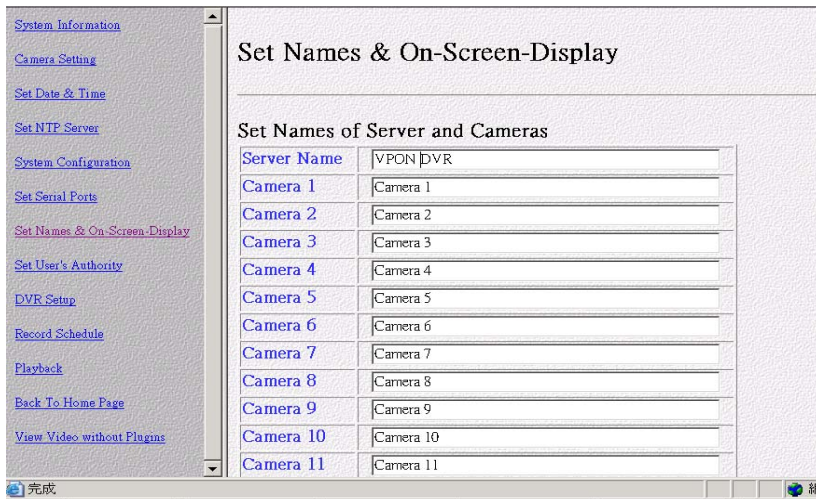 System Information
Camera Setting
Set Date & Time
Set NTP Server
System Configuration
Set Serial Ports
Set Names & On-Screen-Display
Set User's Authority
DVR Setup
Record Schedule
Playback
Back To Home Page
View Video without Plugins
Set Names & On-Screen-Display
Set Names of Server and Cameras
Server Name VPON DVR
Camera 1 Camera 1
Camera 2 Camera 2
Camera 3 Camera 3
Camera 4 Camera 4
Camera 5 Camera 5
Camera 6 Camera 6
Camera 7 Camera 7
Camera 8 Camera 8
Camera 9 Camera 9
Camera 10 Camera 10
Camera 11 Camera 11
完成